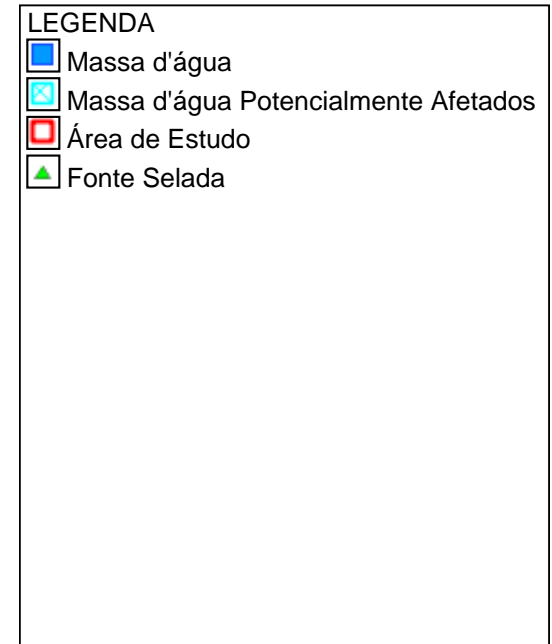 LEGENDA
Massa d'água
Massa d'água Potencialmente Afetados
Área de Estudo
Fonte Selada